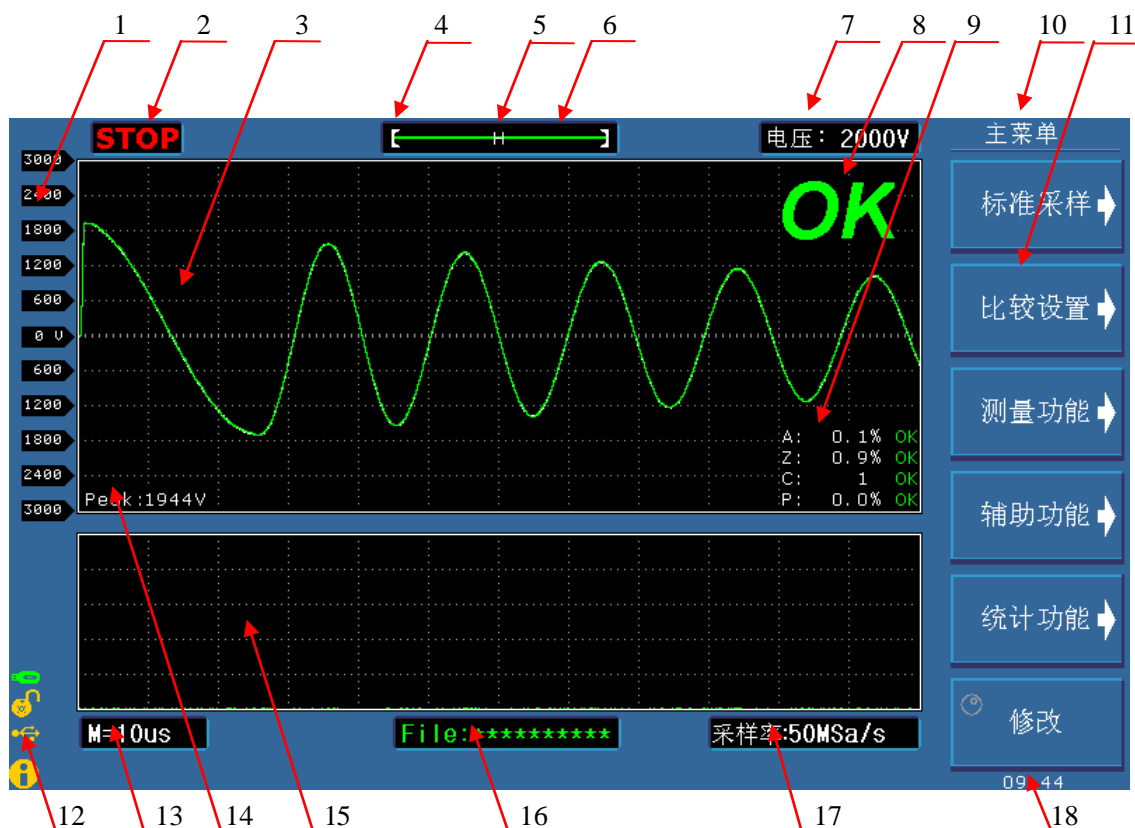 1 2 3 4 5 6 7 8 9 10 11
STOP
H
电压: 2000V
主菜单
3000
2400
1800
1200
600
0 V
600
1200
1800
2400
3000
OK
A: 0.1% OK
Z: 0.9% OK
C: 1 OK
P: 0.0% OK
Peak:1944V
标准采样
比较设置
测量功能
辅助功能
统计功能
修改
M=10us
File:**********
采样率:50MSa/s
09:44
12 13 14 15 16 17 18